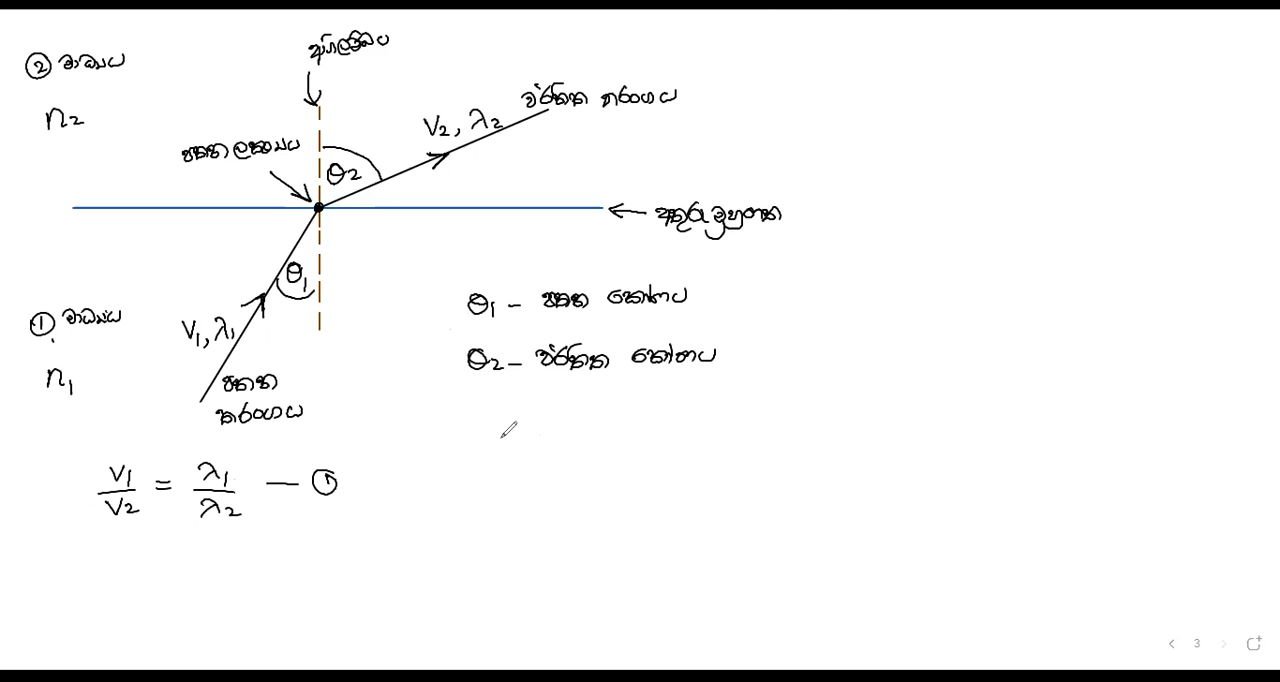 අභිලම්බය
② මාධ්‍යය
n₂
වර්තිත තරංගය
V₂, λ₂
පතන ලක්ෂ්‍යය
θ₂
අතුරු මුහුණත
θ₁
① මාධ්‍යය
V₁, λ₁
n₁
පතන
තරංගය
θ₁ – පතන කෝණය
θ₂ – වර්තන කෝණය
V₁/V₂ = λ₁/λ₂ — ①
3